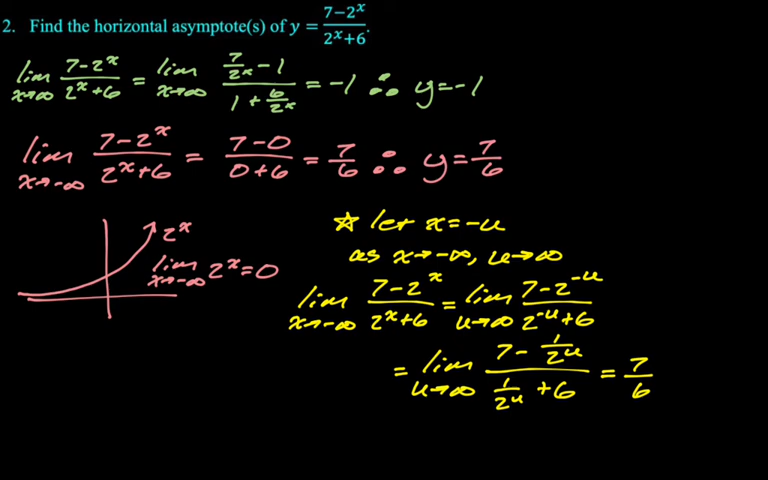 2. Find the horizontal asymptote(s) of y = (7−2^x)/(2^x+6).
lim x→∞ (7−2^x)/(2^x+6) = lim x→∞ (7/2^x − 1)/(1 + 6/2^x) = −1 ∴ y=−1
lim x→−∞ (7−2^x)/(2^x+6) = (7−0)/(0+6) = 7/6 ∴ y = 7/6
2^x
lim x→−∞ 2^x = 0
☆ let x=−u
as x→−∞, u→∞
lim x→−∞ (7−2^x)/(2^x+6) = lim u→∞ (7−2^−u)/(2^−u+6)
= lim u→∞ (7 − 1/2^u)/(1/2^u + 6) = 7/6